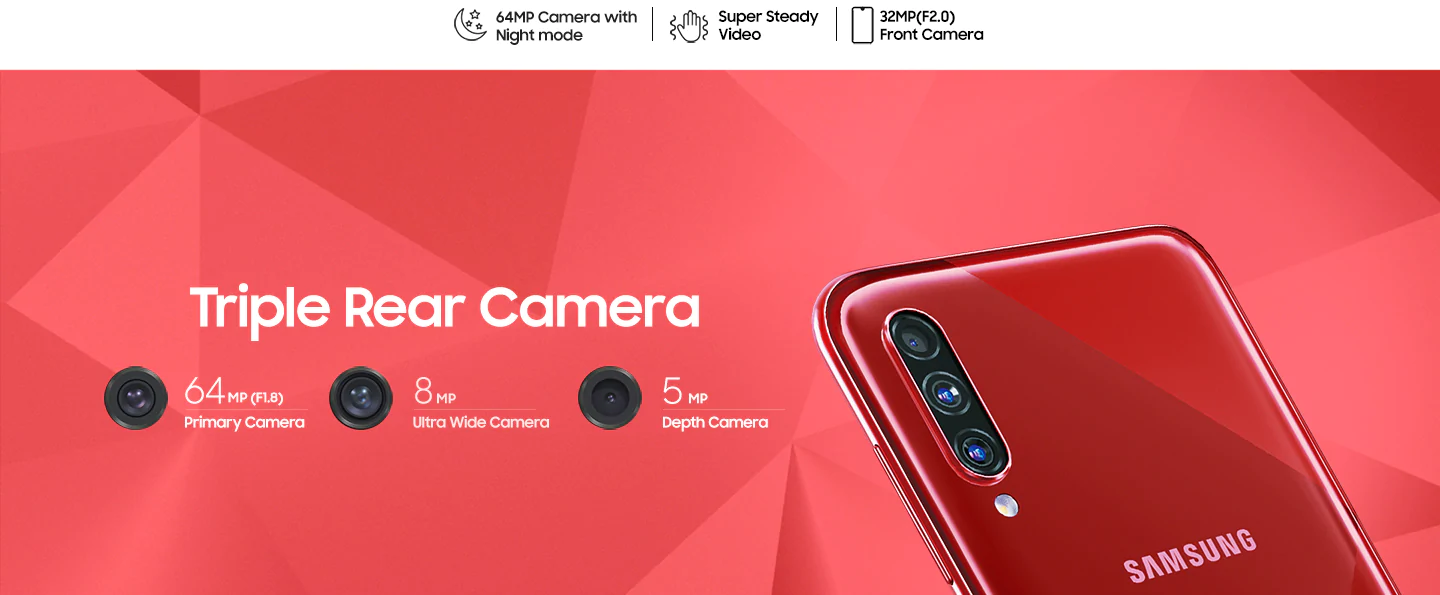 64MP Camera with
Night mode
Super Steady
Video
32MP(F2.0)
Front Camera
Triple Rear Camera
64 MP (F1.8)
Primary Camera
8 MP
Ultra Wide Camera
5 MP
Depth Camera
SAMSUNG